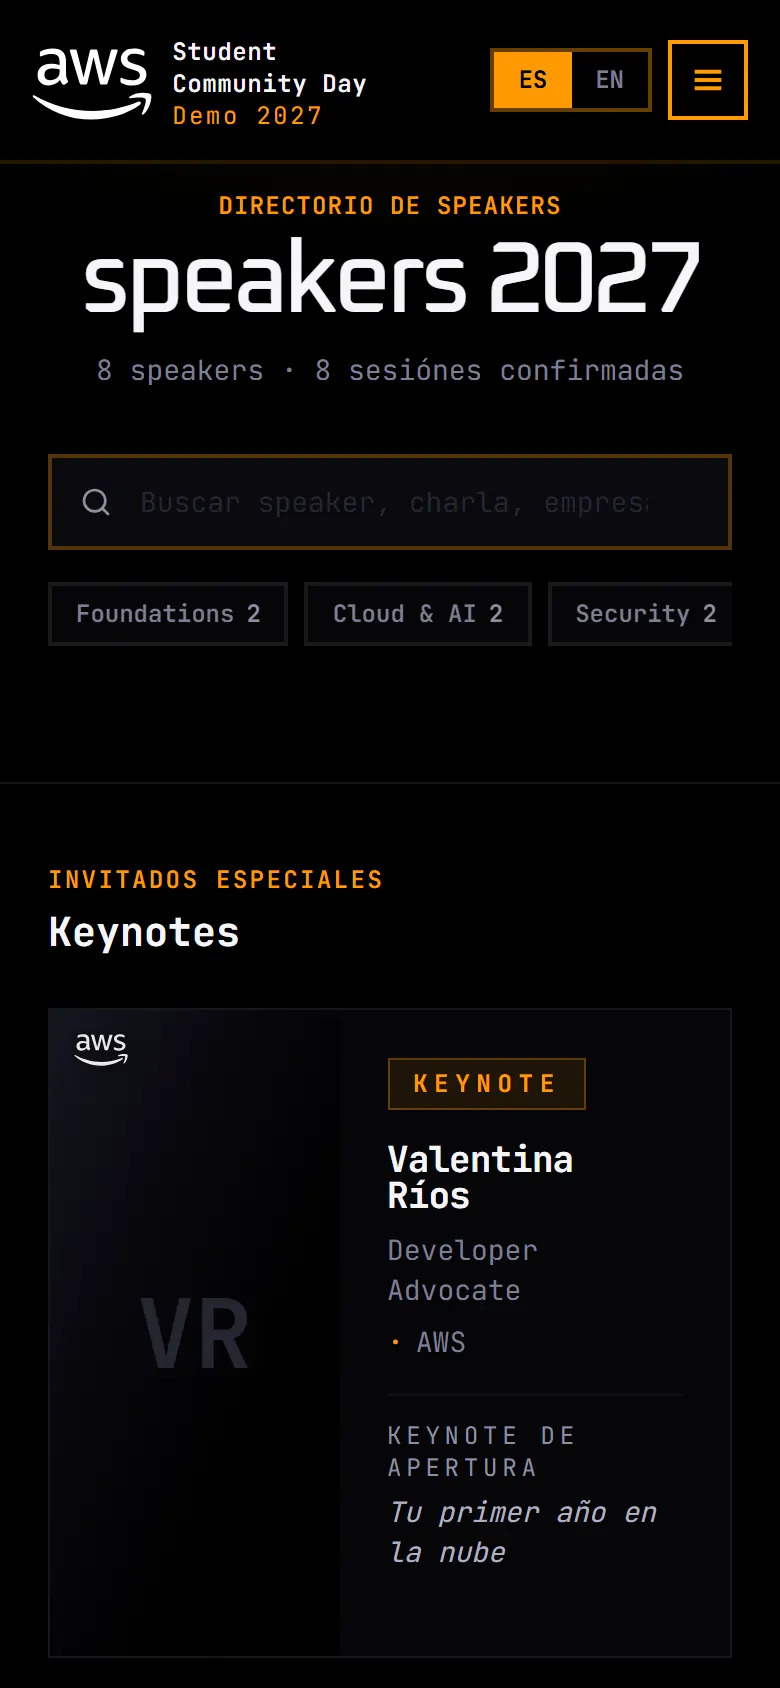 aws
Student
Community Day
Demo 2027
ES
EN
DIRECTORIO DE SPEAKERS
speakers 2027
8 speakers · 8 sesiónes confirmadas
Buscar speaker, charla, empresa
Foundations 2
Cloud & AI 2
Security 2
INVITADOS ESPECIALES
Keynotes
aws
VR
KEYNOTE
Valentina
Ríos
Developer
Advocate
· AWS
KEYNOTE DE
APERTURA
Tu primer año en
la nube